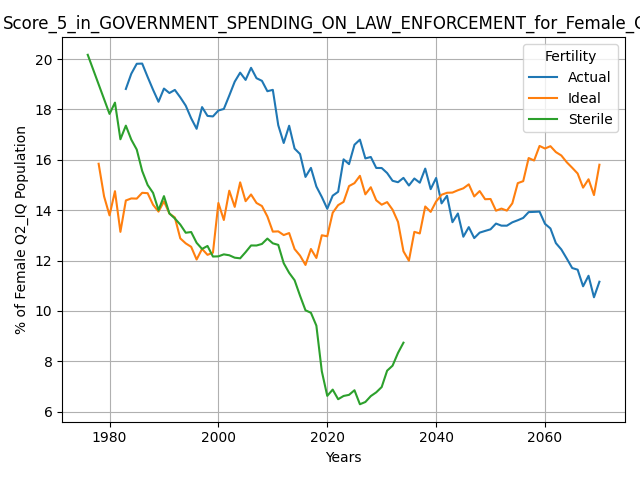 Score_5_in_GOVERNMENT_SPENDING_ON_LAW_ENFORCEMENT_for_Female_
Fertility
Actual
Ideal
Sterile
% of Female Q2_IQ Population
20
18
16
14
12
10
8
6
1980
2000
2020
2040
2060
Years